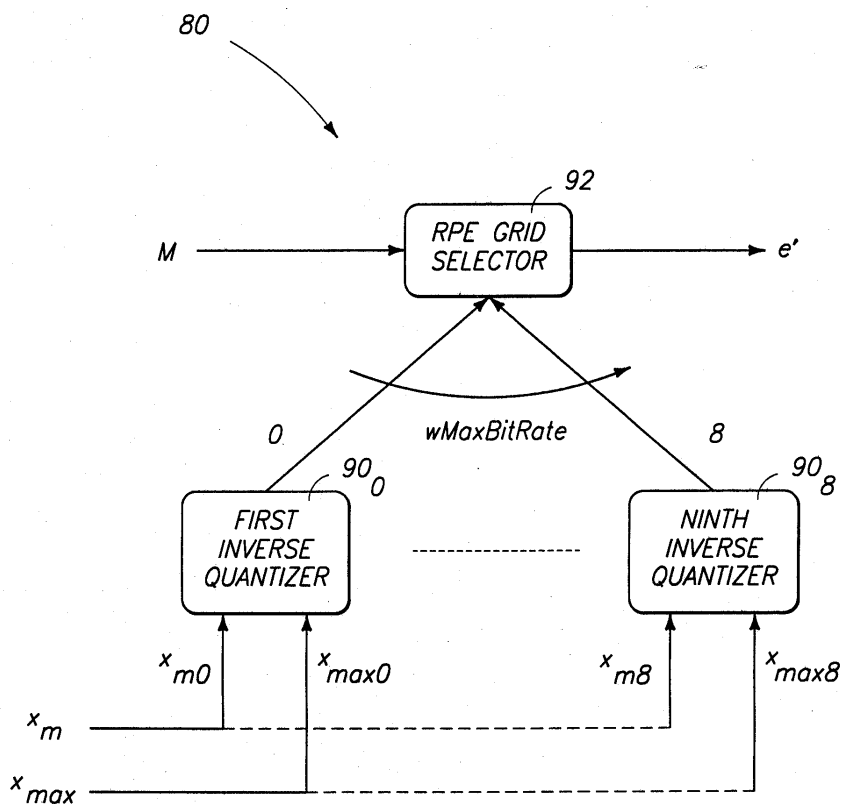 80
92
M
RPE GRID
SELECTOR
e'
0
wMaxBitRate
8
90 0
90 8
FIRST
INVERSE
QUANTIZER
NINTH
INVERSE
QUANTIZER
x m0
x max0
x m8
x max8
x m
x max